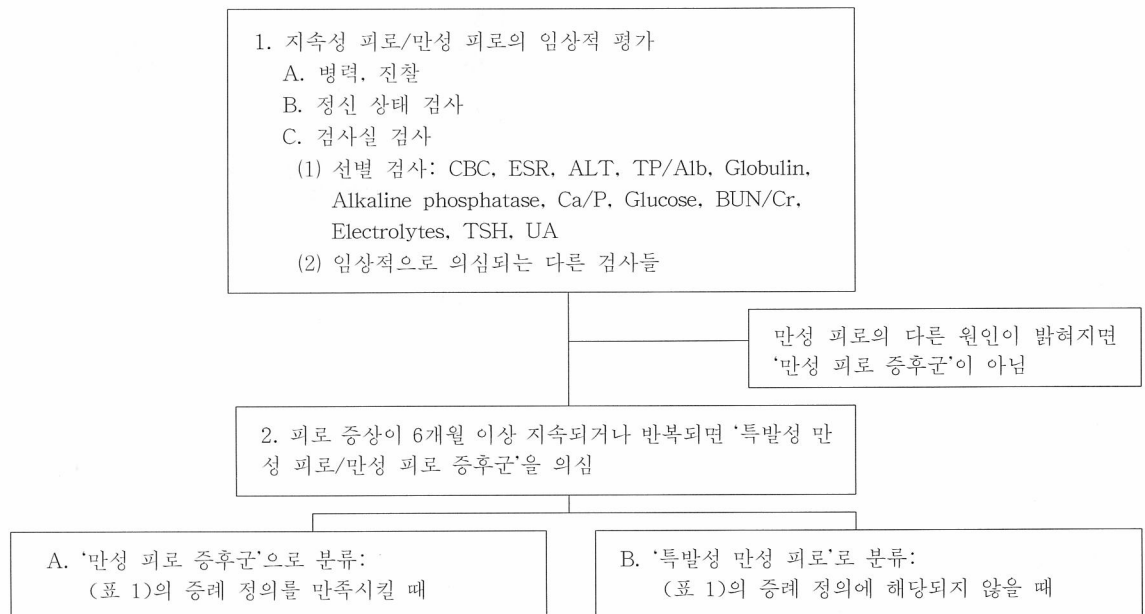 1. 지속성 피로/만성 피로의 임상적 평가
A. 병력, 진찰
B. 정신 상태 검사
C. 검사실 검사
(1) 선별 검사: CBC, ESR, ALT, TP/Alb, Globulin,
Alkaline phosphatase, Ca/P, Glucose, BUN/Cr,
Electrolytes, TSH, UA
(2) 임상적으로 의심되는 다른 검사들
만성 피로의 다른 원인이 밝혀지면
‘만성 피로 증후군’이 아님
2. 피로 증상이 6개월 이상 지속되거나 반복되면 ‘특발성 만
성 피로/만성 피로 증후군’을 의심
A. ‘만성 피로 증후군’으로 분류:
(표 1)의 증례 정의를 만족시킬 때
B. ‘특발성 만성 피로’로 분류:
(표 1)의 증례 정의에 해당되지 않을 때